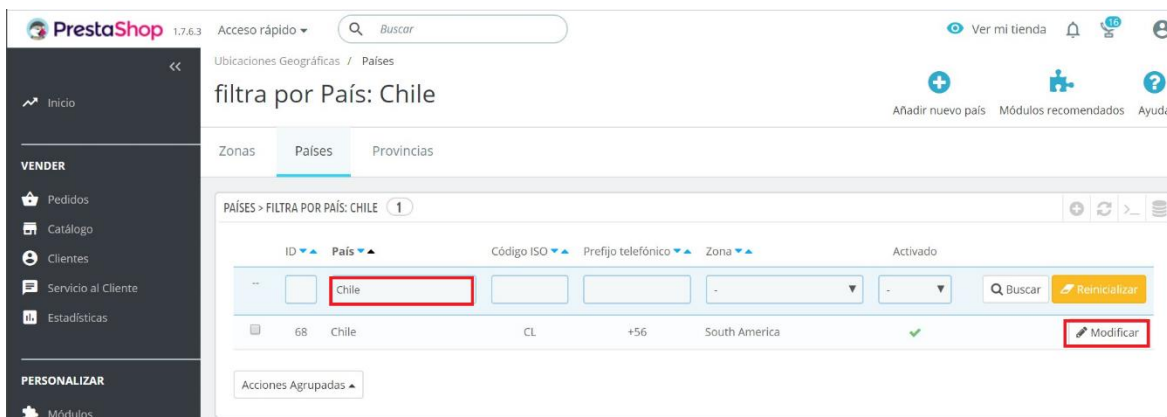 PrestaShop 1.7.6.3 Acceso rápido Buscar Ver mi tienda 16
Ubicaciones Geográficas / Países
filtra por País: Chile
Añadir nuevo país Módulos recomendados Ayuda
Inicio
Zonas Países Provincias
VENDER
Pedidos
Catálogo
Clientes
Servicio al Cliente
Estadísticas
PERSONALIZAR
Módulos
PAÍSES > FILTRA POR PAÍS: CHILE 1
ID País Código ISO Prefijo telefónico Zona Activado
-- Chile - - Buscar Reinicializar
68 Chile CL +56 South America Modificar
Acciones Agrupadas